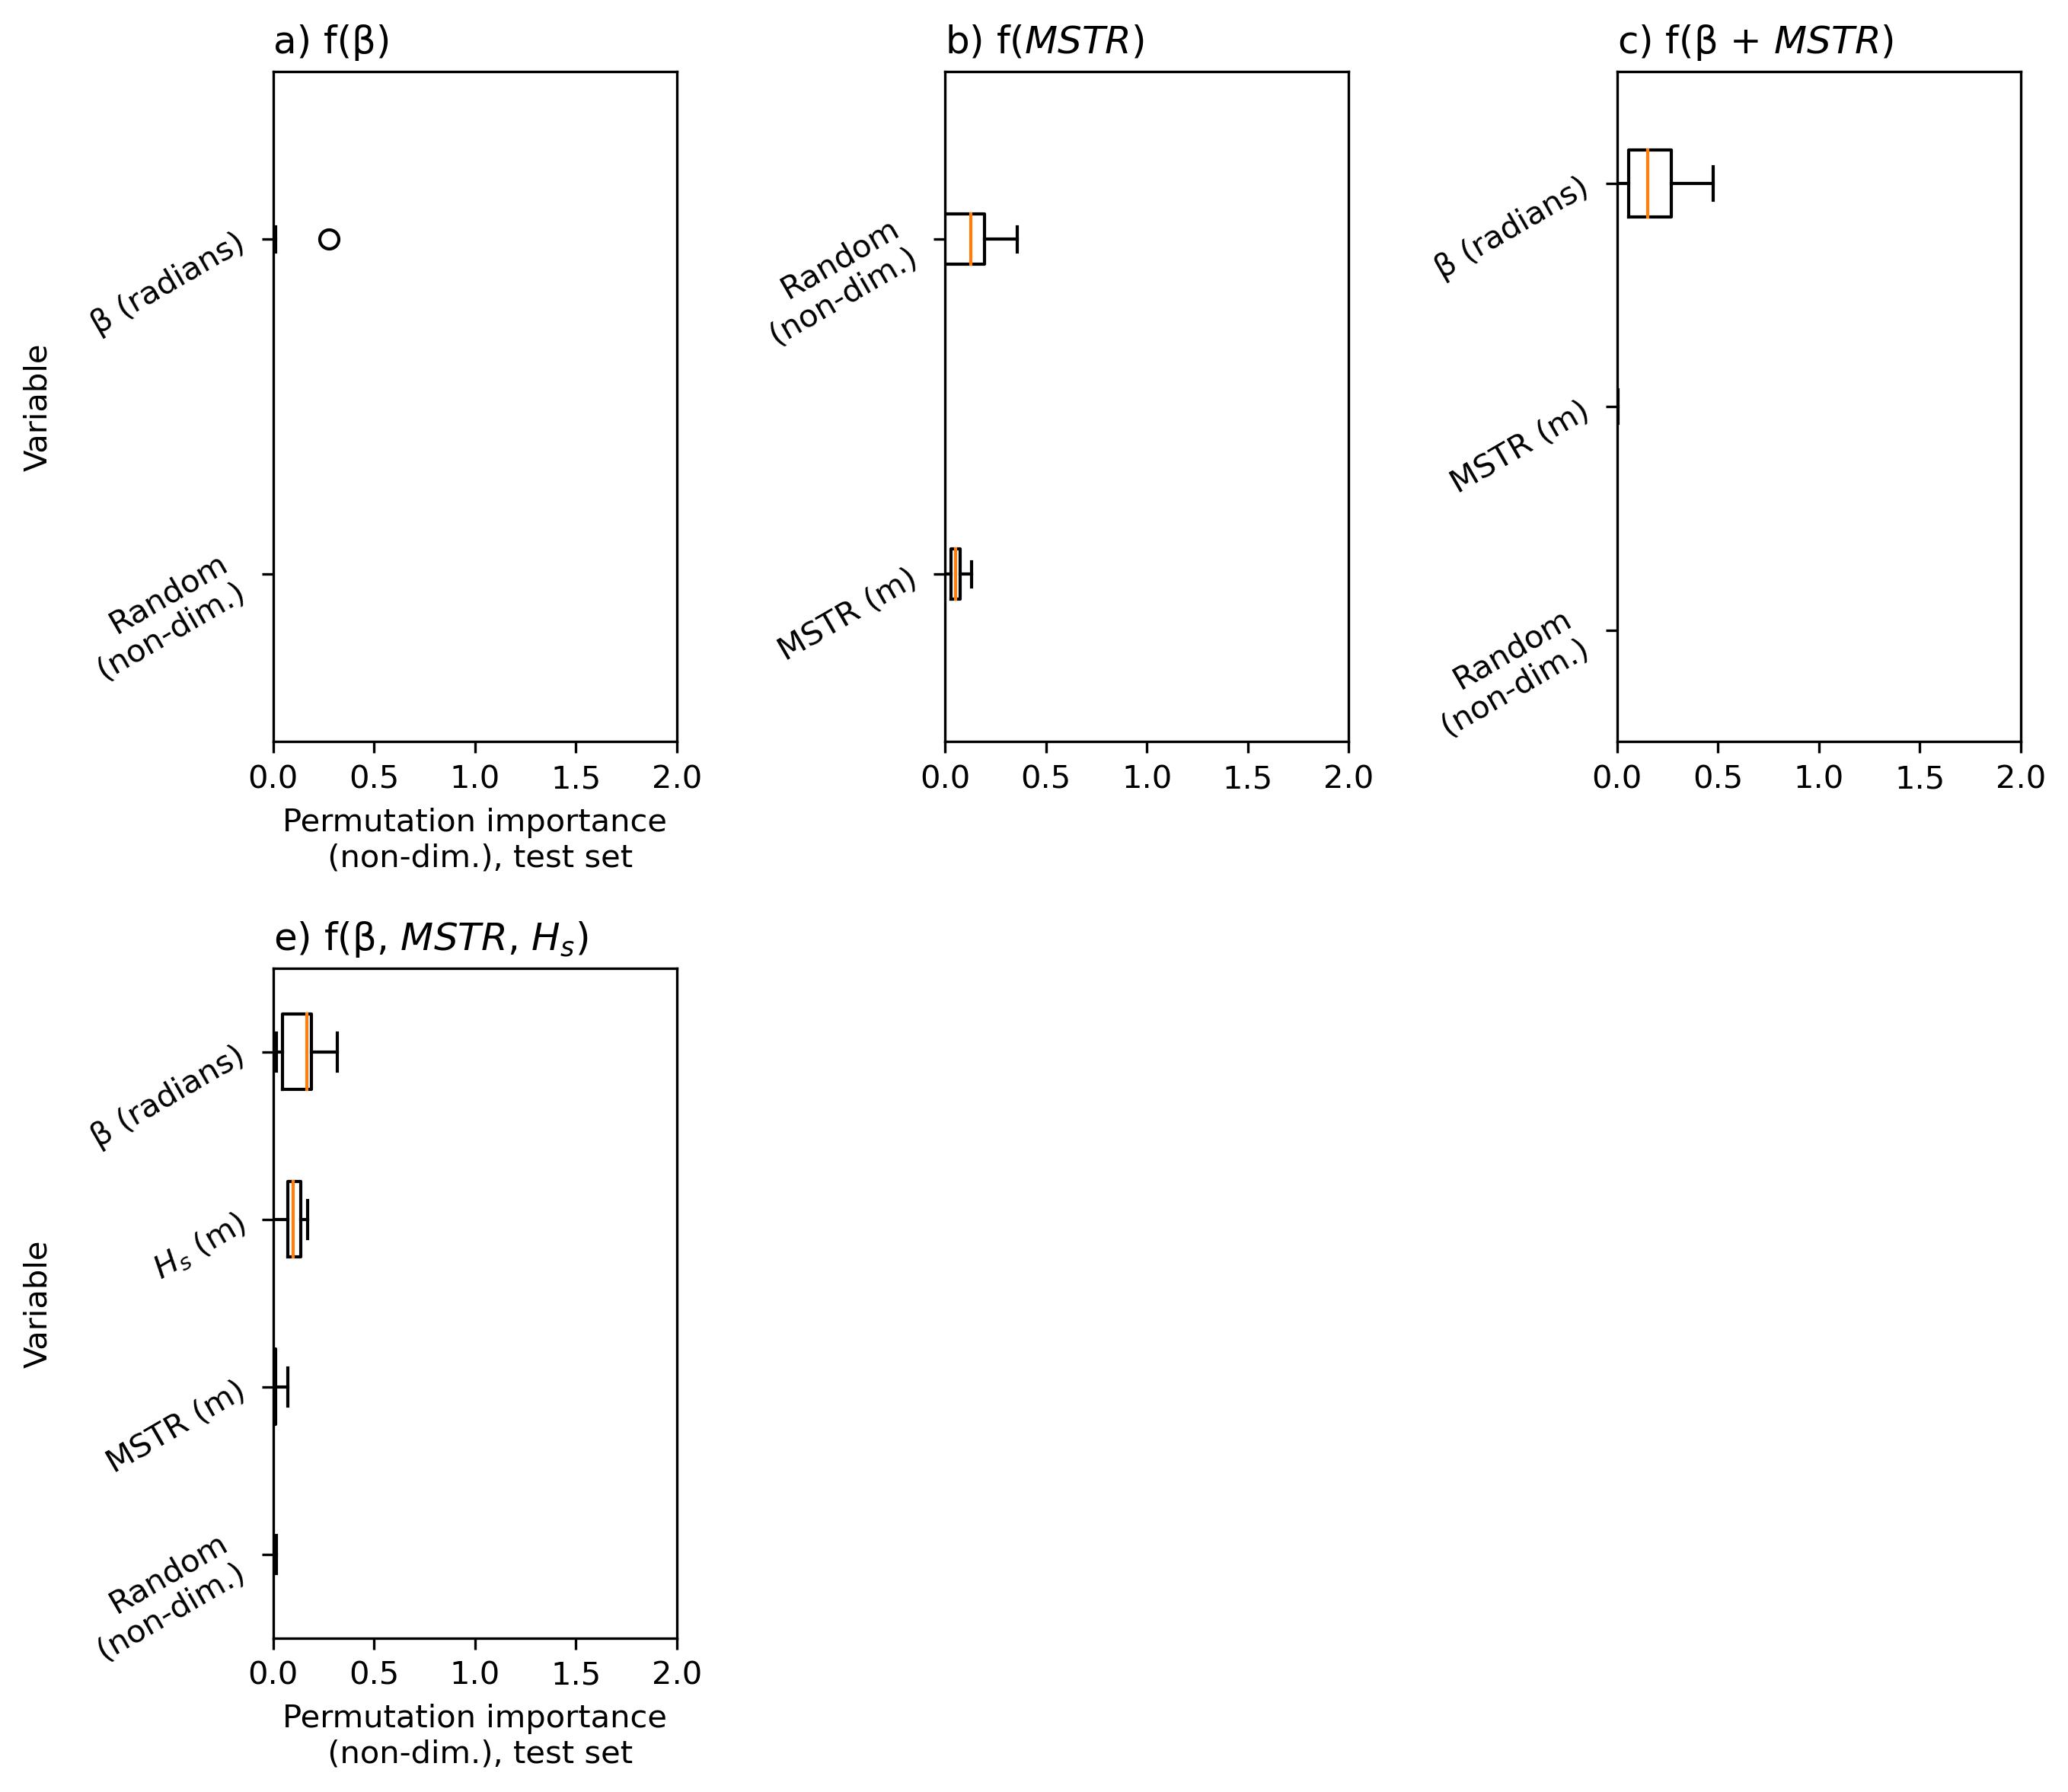 a) f(β)
β (radians)
Random
(non-dim.)
Variable
0.0 0.5 1.0 1.5 2.0
Permutation importance
(non-dim.), test set
b) f(MSTR)
Random
(non-dim.)
MSTR (m)
0.0 0.5 1.0 1.5 2.0
c) f(β + MSTR)
β (radians)
MSTR (m)
Random
(non-dim.)
0.0 0.5 1.0 1.5 2.0
e) f(β, MSTR, Hₛ)
β (radians)
Hₛ (m)
MSTR (m)
Random
(non-dim.)
Variable
0.0 0.5 1.0 1.5 2.0
Permutation importance
(non-dim.), test set